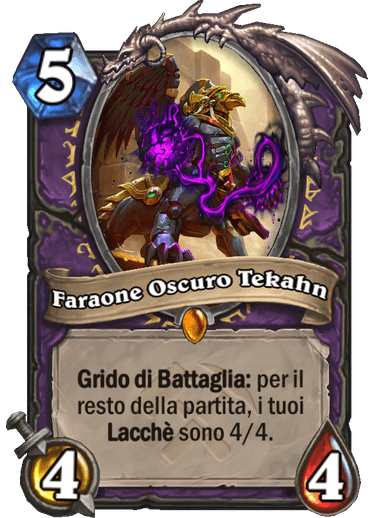 5
Faraone Oscuro Tekahn
Grido di Battaglia: per il
resto della partita, i tuoi
Lacchè sono 4/4.
4
4